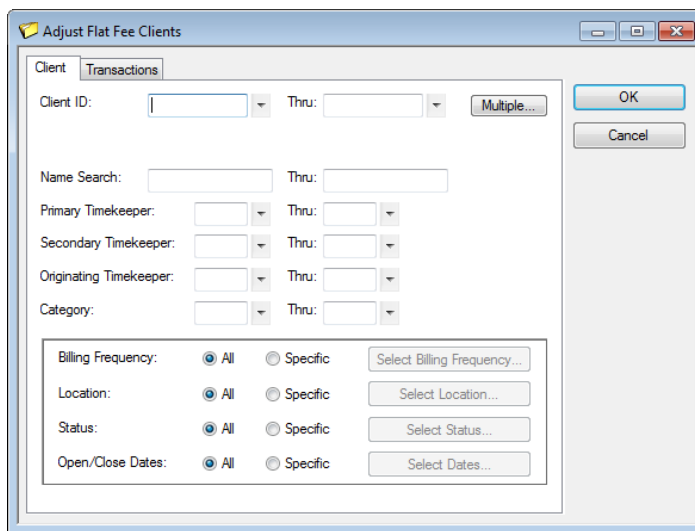 Adjust Flat Fee Clients
Client Transactions
Client ID: Thru: Multiple... OK
Cancel
Name Search: Thru:
Primary Timekeeper: Thru:
Secondary Timekeeper: Thru:
Originating Timekeeper: Thru:
Category: Thru:
Billing Frequency: All Specific Select Billing Frequency...
Location: All Specific Select Location...
Status: All Specific Select Status...
Open/Close Dates: All Specific Select Dates...